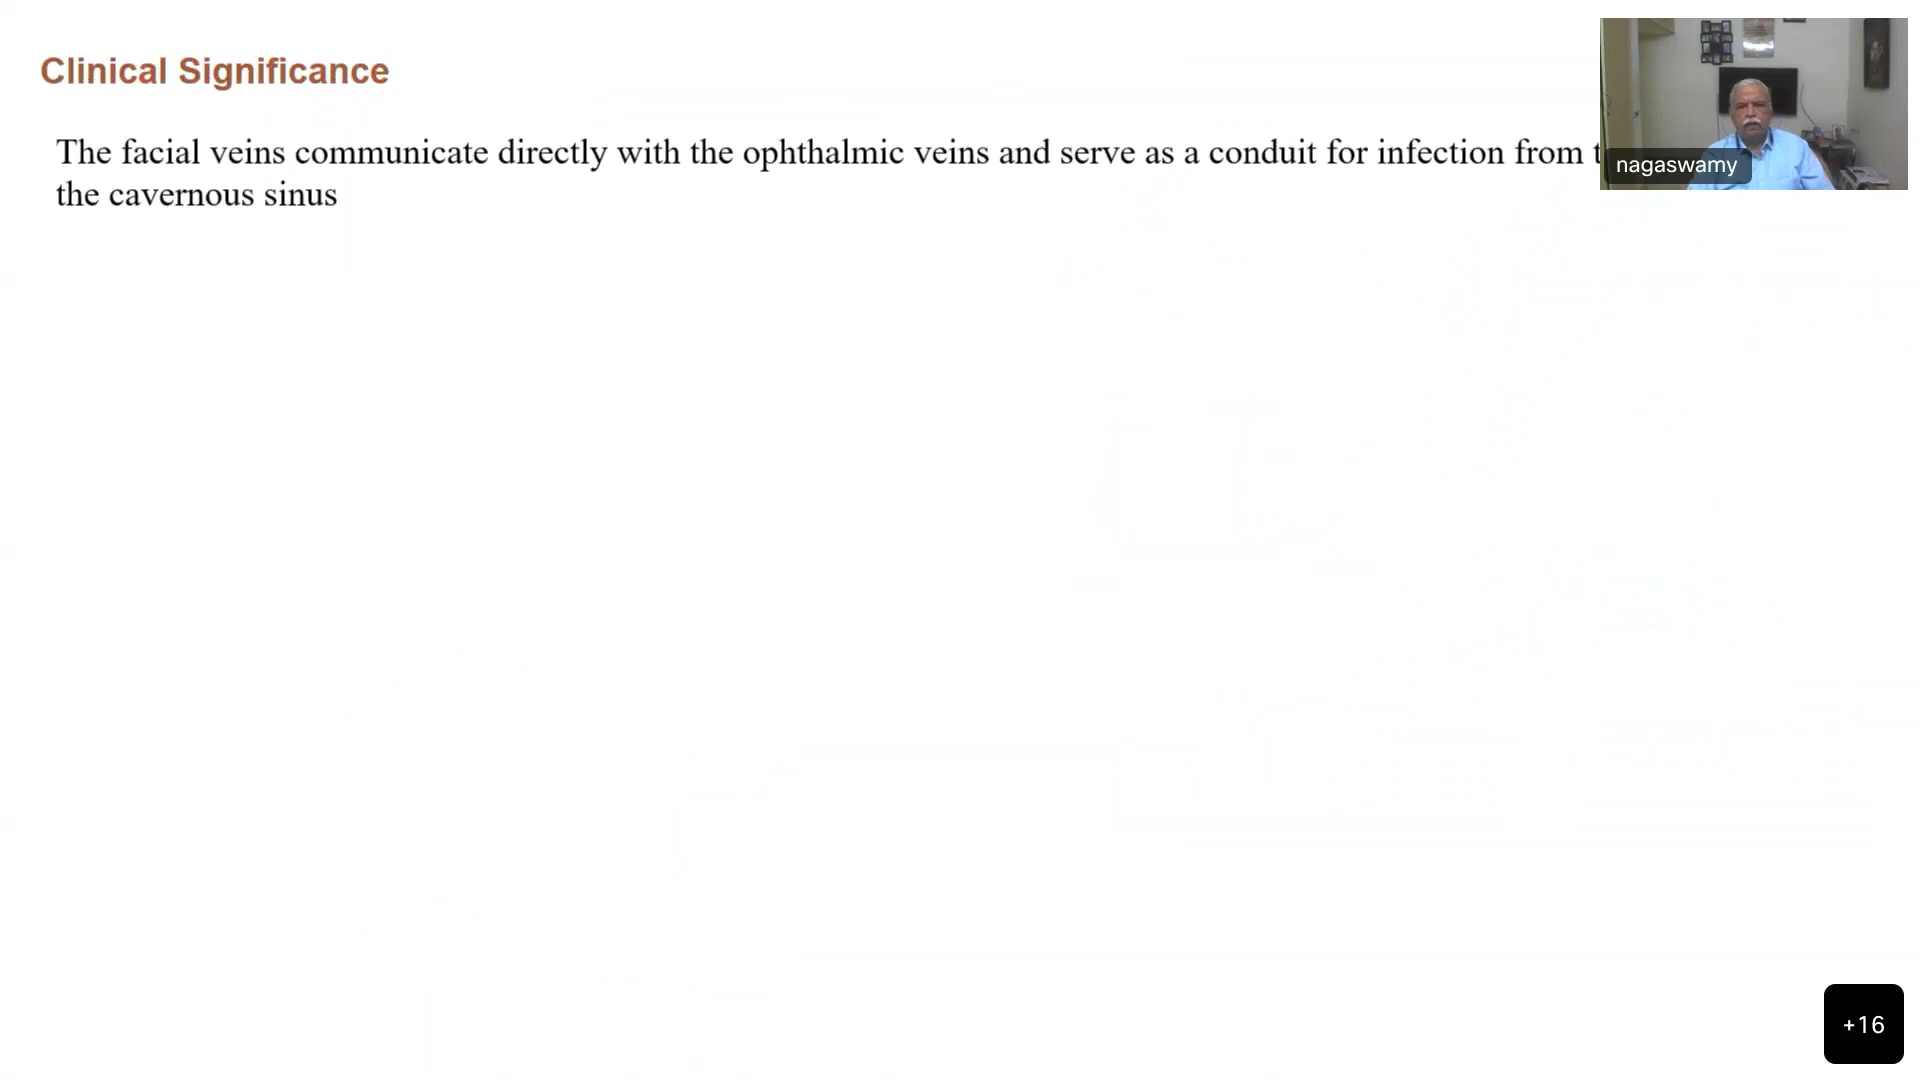 Clinical Significance
The facial veins communicate directly with the ophthalmic veins and serve as a conduit for infection from
the cavernous sinus
nagaswamy
+16